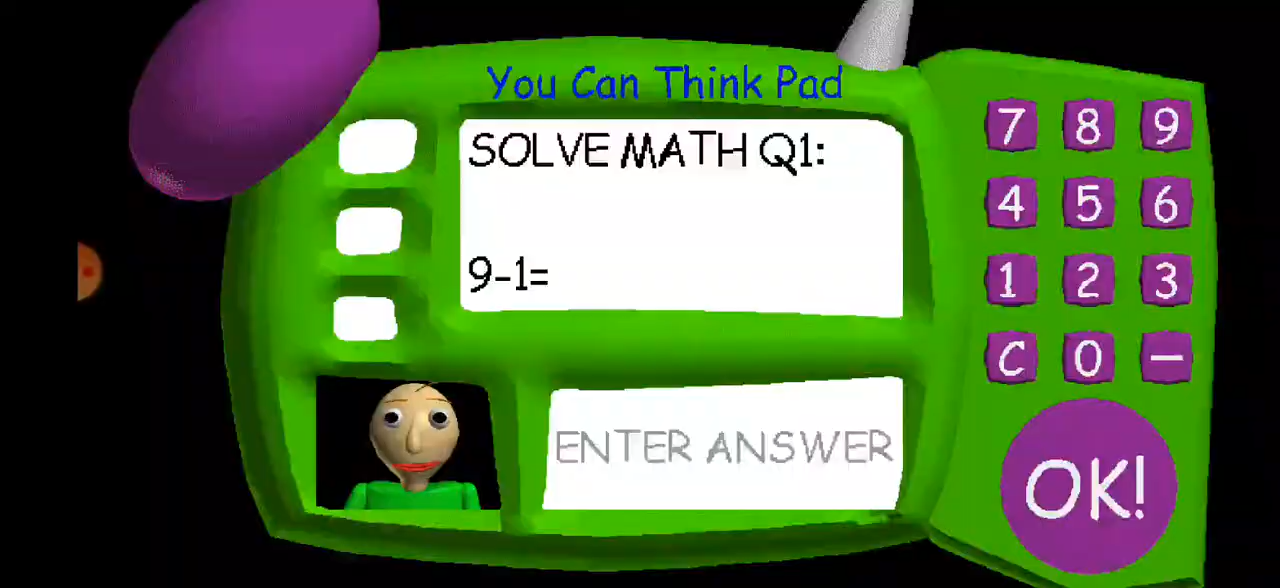 You Can Think Pad
SOLVE MATH Q1:
9-1=
ENTER ANSWER
7 8 9
4 5 6
1 2 3
C 0 –
OK!